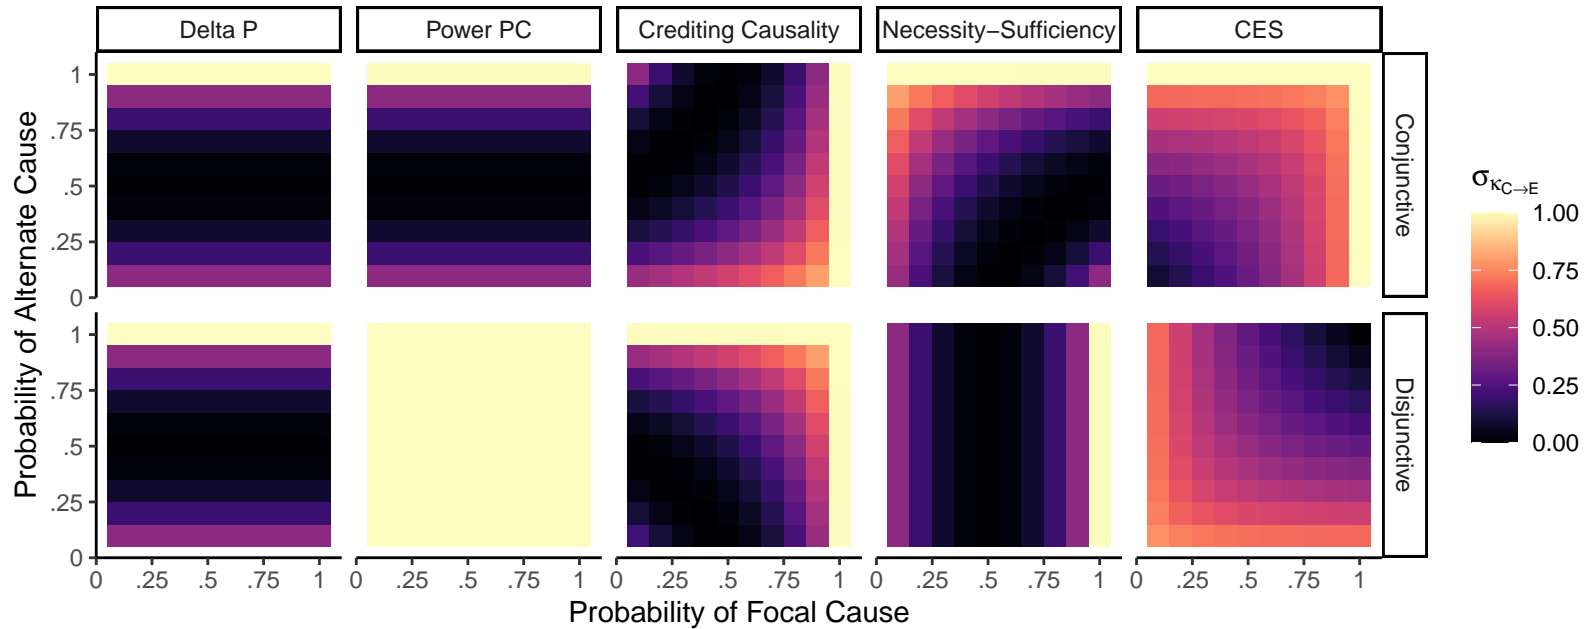 Delta P
Power PC
Crediting Causality
Necessity−Sufficiency
CES
Probability of Alternate Cause
1
.75
.5
.25
0
Conjunctive
1
.75
.5
.25
0
Disjunctive
0 .25 .5 .75 1
0 .25 .5 .75 1
0 .25 .5 .75 1
0 .25 .5 .75 1
0 .25 .5 .75 1
Probability of Focal Cause
σκC→E
1.00
0.75
0.50
0.25
0.00